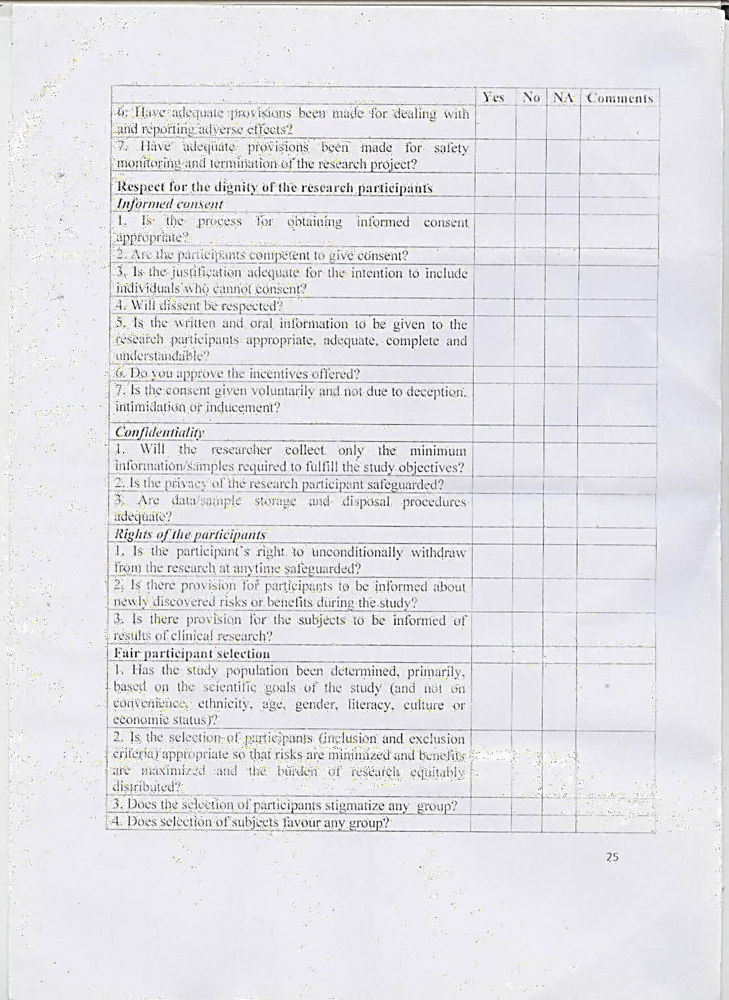 Yes No NA Comments
6. Have adequate provisions been made for dealing with
and reporting adverse effects?
7. Have adequate provisions been made for safety
monitoring and termination of the research project?
Respect for the dignity of the research participants
Informed consent
1. Is the process for obtaining informed consent
appropriate?
2. Are the participants competent to give consent?
3. Is the justification adequate for the intention to include
individuals who cannot consent?
4. Will dissent be respected?
5. Is the written and oral information to be given to the
research participants appropriate, adequate, complete and
understandable?
6. Do you approve the incentives offered?
7. Is the consent given voluntarily and not due to deception,
intimidation or inducement?
Confidentiality
1. Will the researcher collect only the minimum
information/samples required to fulfill the study objectives?
2. Is the privacy of the research participant safeguarded?
3. Are data/sample storage and disposal procedures
adequate?
Rights of the participants
1. Is the participant's right to unconditionally withdraw
from the research at anytime safeguarded?
2. Is there provision for participants to be informed about
newly discovered risks or benefits during the study?
3. Is there provision for the subjects to be informed of
results of clinical research?
Fair participant selection
1. Has the study population been determined, primarily,
based on the scientific goals of the study (and not on
convenience, ethnicity, age, gender, literacy, culture or
economic status)?
2. Is the selection of participants (inclusion and exclusion
criteria) appropriate so that risks are minimized and benefits
are maximized and the burden of research equitably
distributed?
3. Does the selection of participants stigmatize any group?
4. Does selection of subjects favour any group?
25